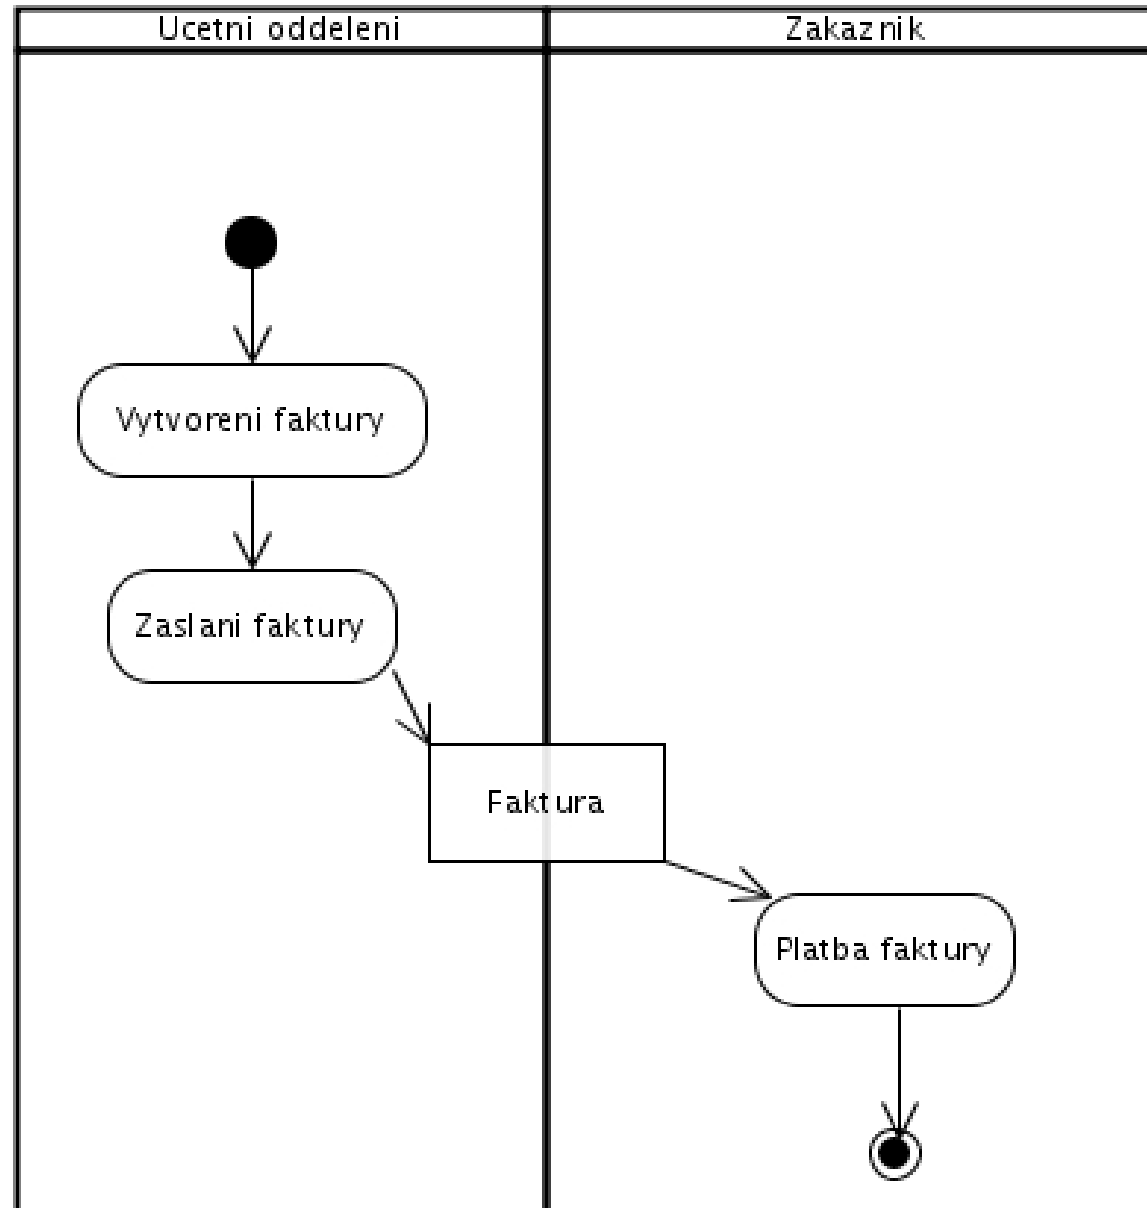 Ucetni oddeleni
Zakaznik
Vytvoreni faktury
Zaslani faktury
Faktura
Platba faktury